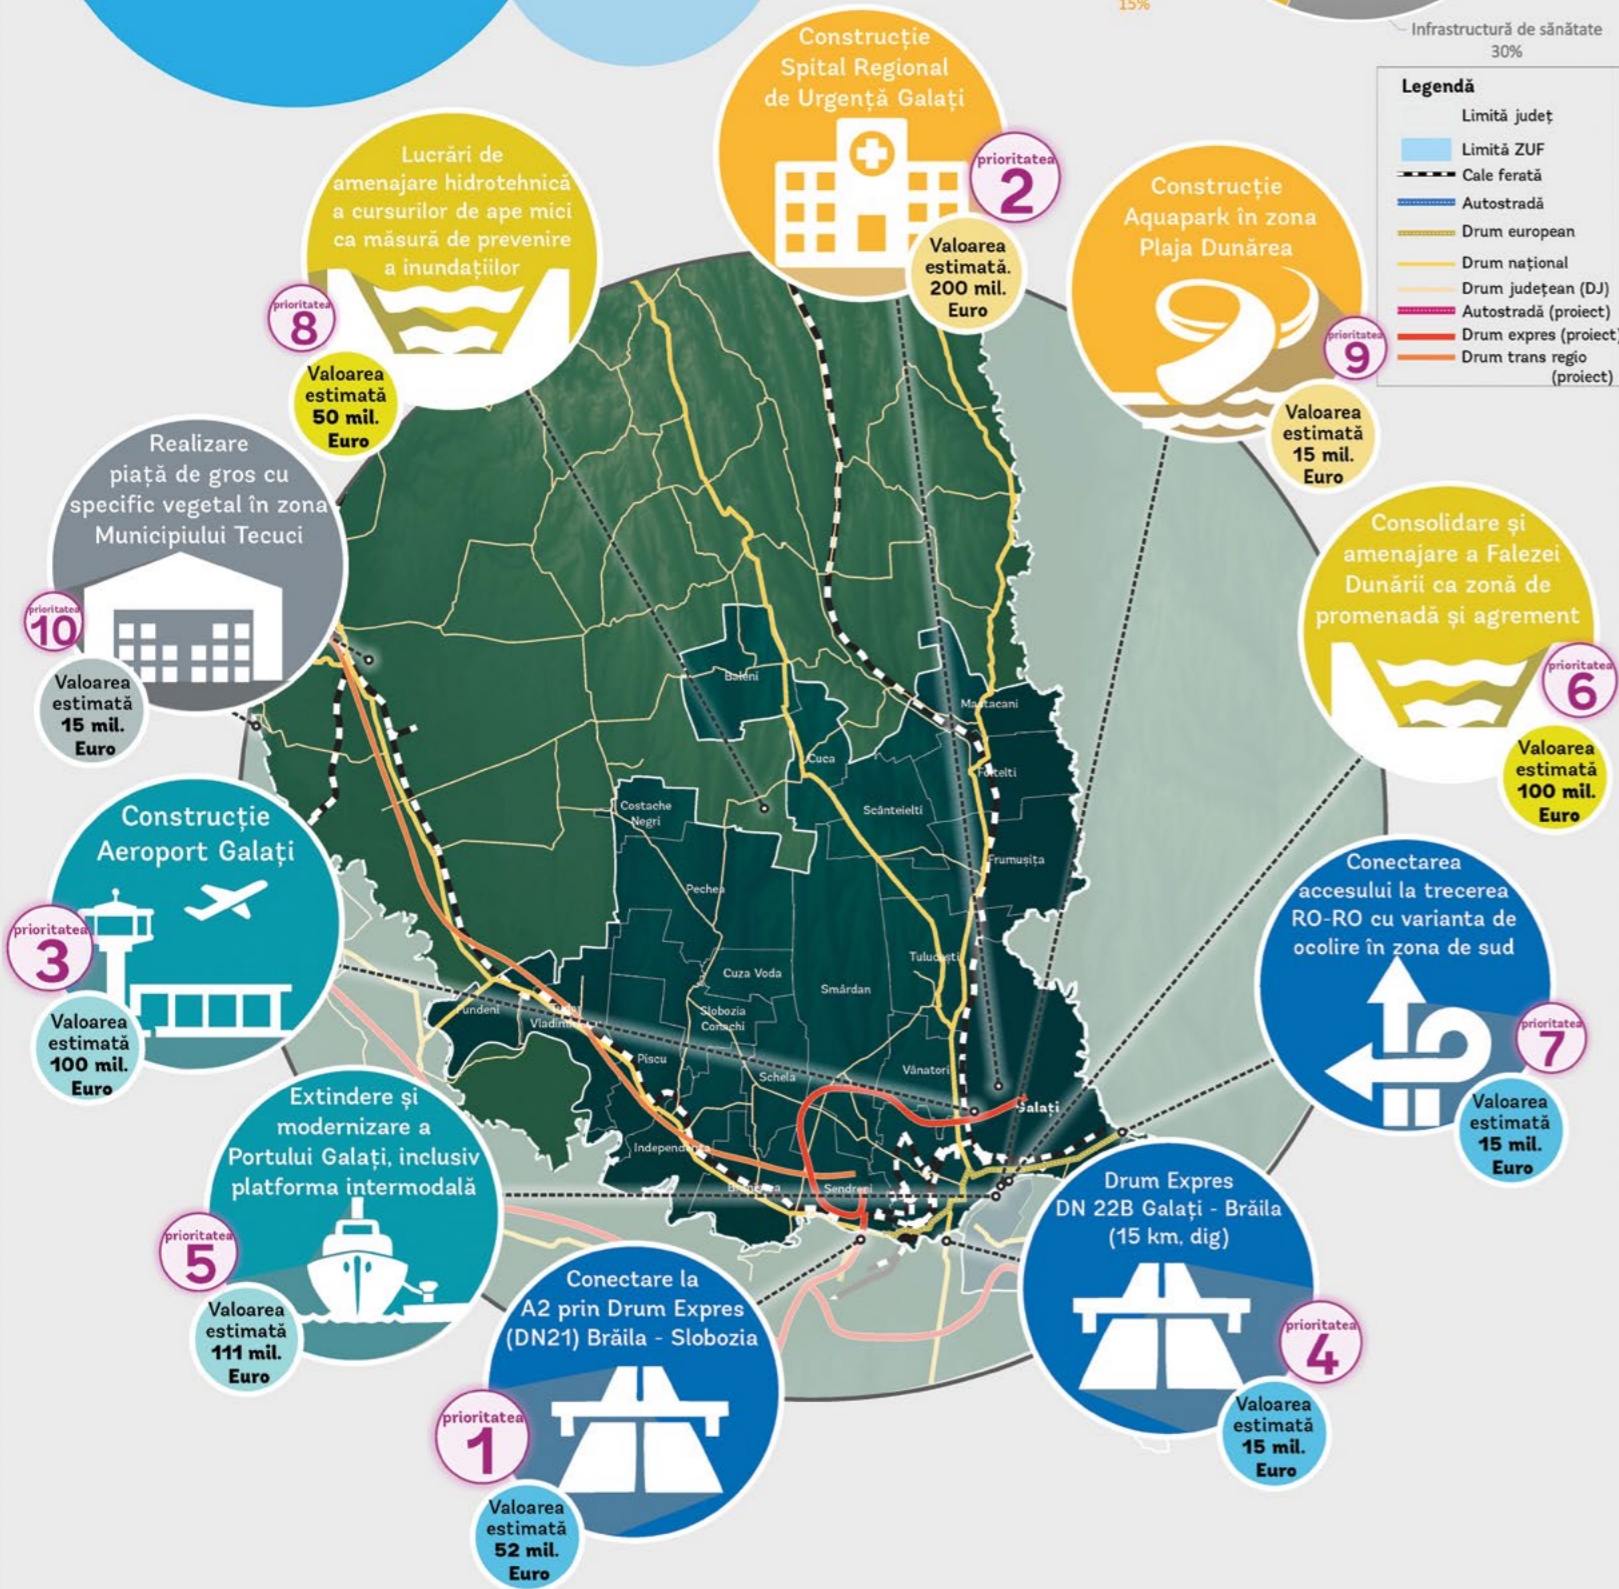 15%
Infrastructură de sănătate
30%
Legendă
Limită județ
Limită ZUF
Cale ferată
Autostradă
Drum european
Drum național
Drum județean (DJ)
Autostradă (proiect)
Drum expres (proiect)
Drum trans regio
(proiect)
Construcție
Spital Regional
de Urgență Galați
prioritatea
2
Valoarea
estimată.
200 mil.
Euro
Lucrări de
amenajare hidrotehnică
a cursurilor de ape mici
ca măsură de prevenire
a inundațiilor
prioritatea
8
Valoarea
estimată
50 mil.
Euro
Construcție
Aquapark în zona
Plaja Dunărea
prioritatea
9
Valoarea
estimată
15 mil.
Euro
Realizare
piață de gros cu
specific vegetal în zona
Municipiului Tecuci
prioritatea
10
Valoarea
estimată
15 mil.
Euro
Consolidare și
amenajare a Falezei
Dunării ca zonă de
promenadă și agrement
prioritatea
6
Valoarea
estimată
100 mil.
Euro
Construcție
Aeroport Galați
prioritatea
3
Valoarea
estimată
100 mil.
Euro
Conectarea
accesului la trecerea
RO-RO cu varianta de
ocolire în zona de sud
prioritatea
7
Valoarea
estimată
15 mil.
Euro
Extindere și
modernizare a
Portului Galați, inclusiv
platforma intermodală
prioritatea
5
Valoarea
estimată
111 mil.
Euro
Drum Expres
DN 22B Galați - Brăila
(15 km, dig)
prioritatea
4
Valoarea
estimată
15 mil.
Euro
Conectare la
A2 prin Drum Expres
(DN21) Brăila - Slobozia
prioritatea
1
Valoarea
estimată
52 mil.
Euro
Băleni
Mastacani
Cuca
Foltelti
Costache
Negri
Scânteielti
Frumușița
Pechea
Tulucești
Cuza Voda
Smârdan
Slobozia
Conachi
Fundeni
Piscu
Schela
Vânatori
Galați
Independența
Sendreni